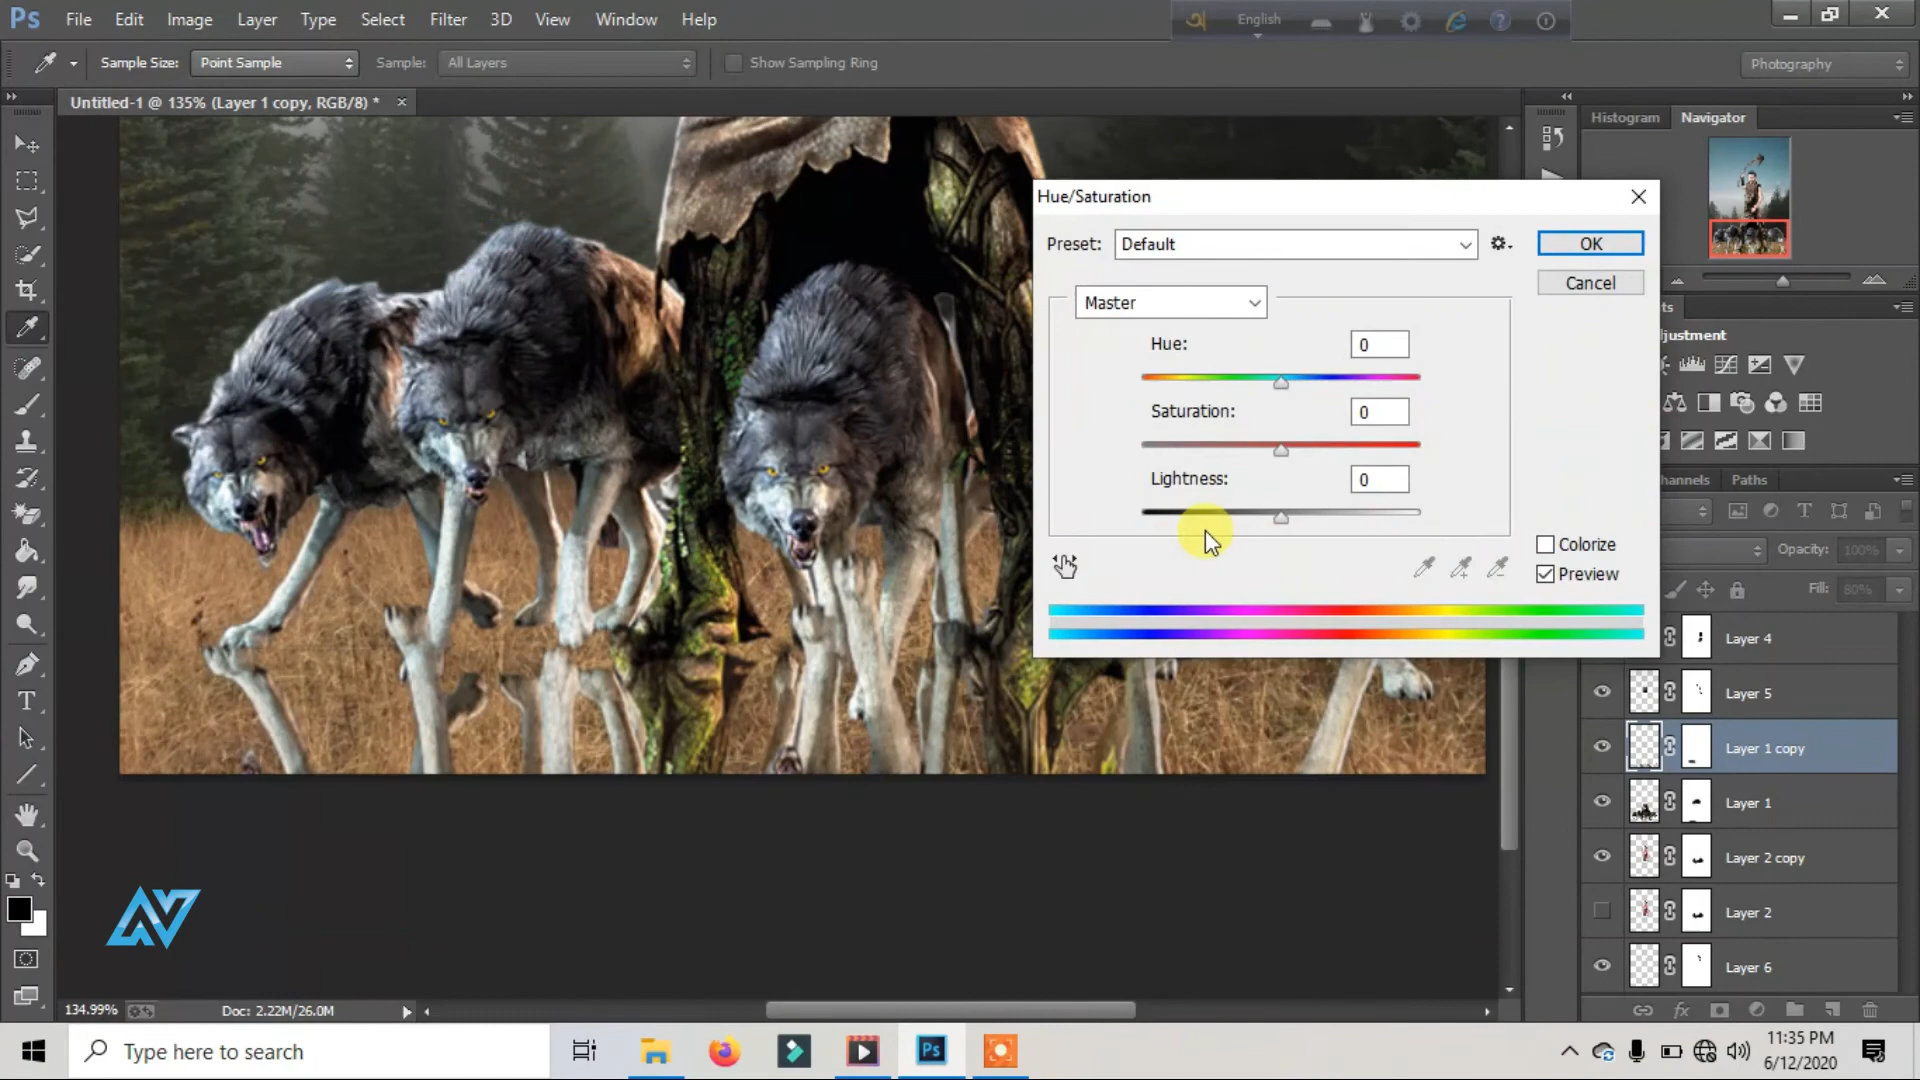 Ps File Edit Image Layer Type Select Filter 3D View Window Help
English
Sample Size: Point Sample Sample: All Layers Show Sampling Ring Photography
Untitled-1 @ 135% (Layer 1 copy, RGB/8) *
Histogram Navigator
Hue/Saturation
Preset: Default OK
Cancel
Master
Hue: 0
Saturation: 0
Lightness: 0
Colorize
Preview
ts
djustment
hannels Paths
Opacity: 100%
Fill: 80%
Layer 4
Layer 5
Layer 1 copy
Layer 1
Layer 2 copy
Layer 2
Layer 6
134.99% Doc: 2.22M/26.0M
Type here to search
Ps
11:35 PM
6/12/2020